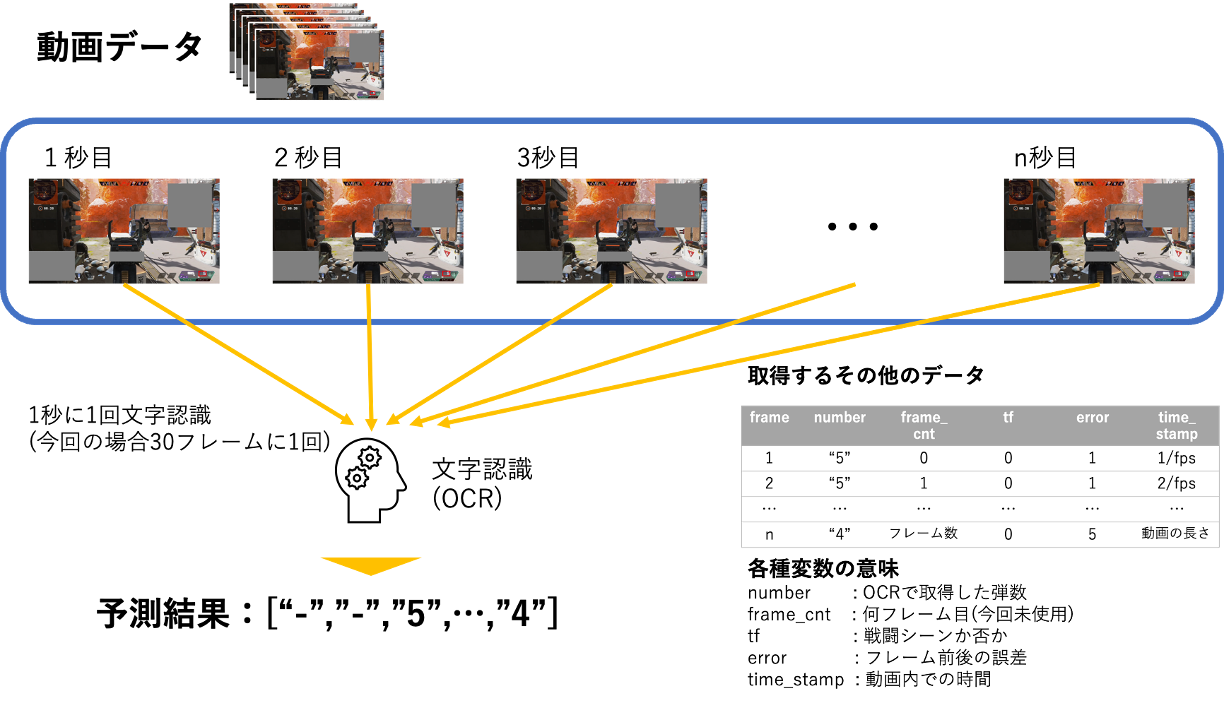 動画データ
１秒目
２秒目
3秒目
…
n秒目
1秒に1回文字認識
(今回の場合30フレームに1回)
文字認識
(OCR)
予測結果：[“-”,”-”,”5”,…,”4”]
取得するその他のデータ
frame number frame_cnt tf error time_stamp
1 “5” 0 0 1 1/fps
2 “5” 1 0 1 2/fps
… … … … … …
n “4” フレーム数 0 5 動画の長さ
各種変数の意味
number : OCRで取得した弾数
frame_cnt : 何フレーム目(今回未使用)
tf : 戦闘シーンか否か
error : フレーム前後の誤差
time_stamp : 動画内での時間